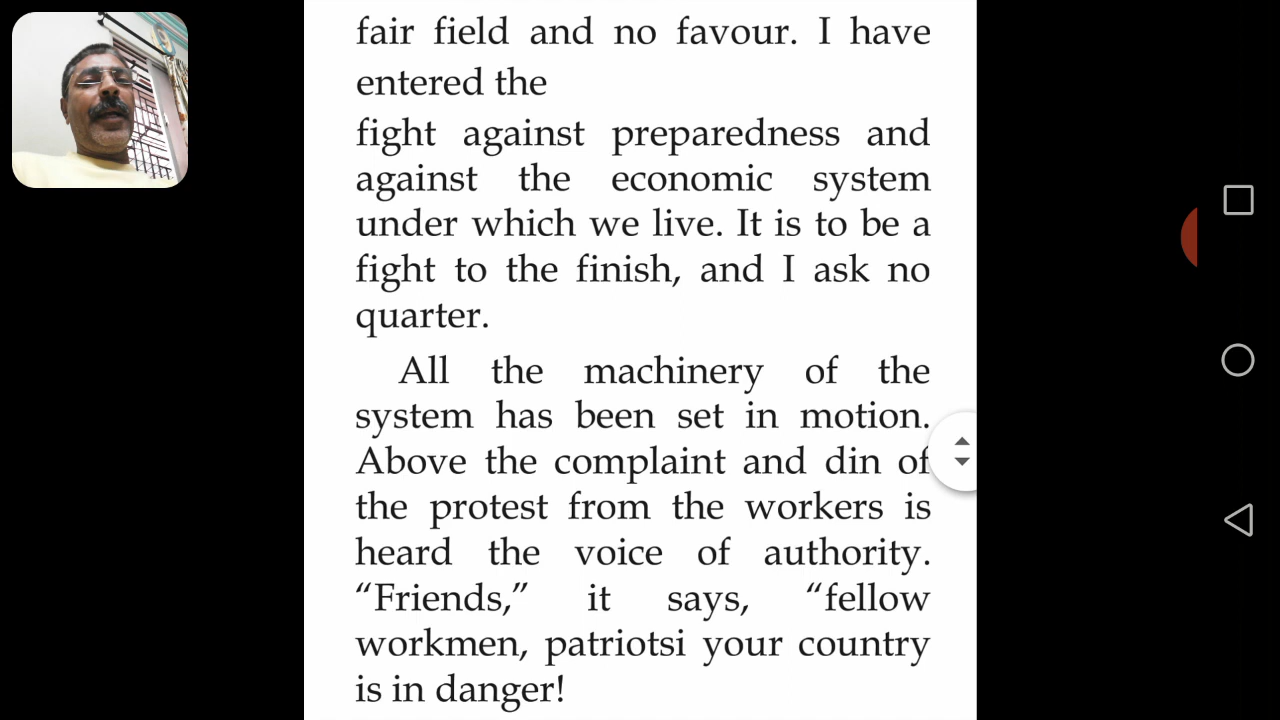 fair field and no favour. I have
entered the
fight against preparedness and
against the economic system
under which we live. It is to be a
fight to the finish, and I ask no
quarter.
All the machinery of the
system has been set in motion.
Above the complaint and din of
the protest from the workers is
heard the voice of authority.
“Friends,” it says, “fellow
workmen, patriotsi your country
is in danger!